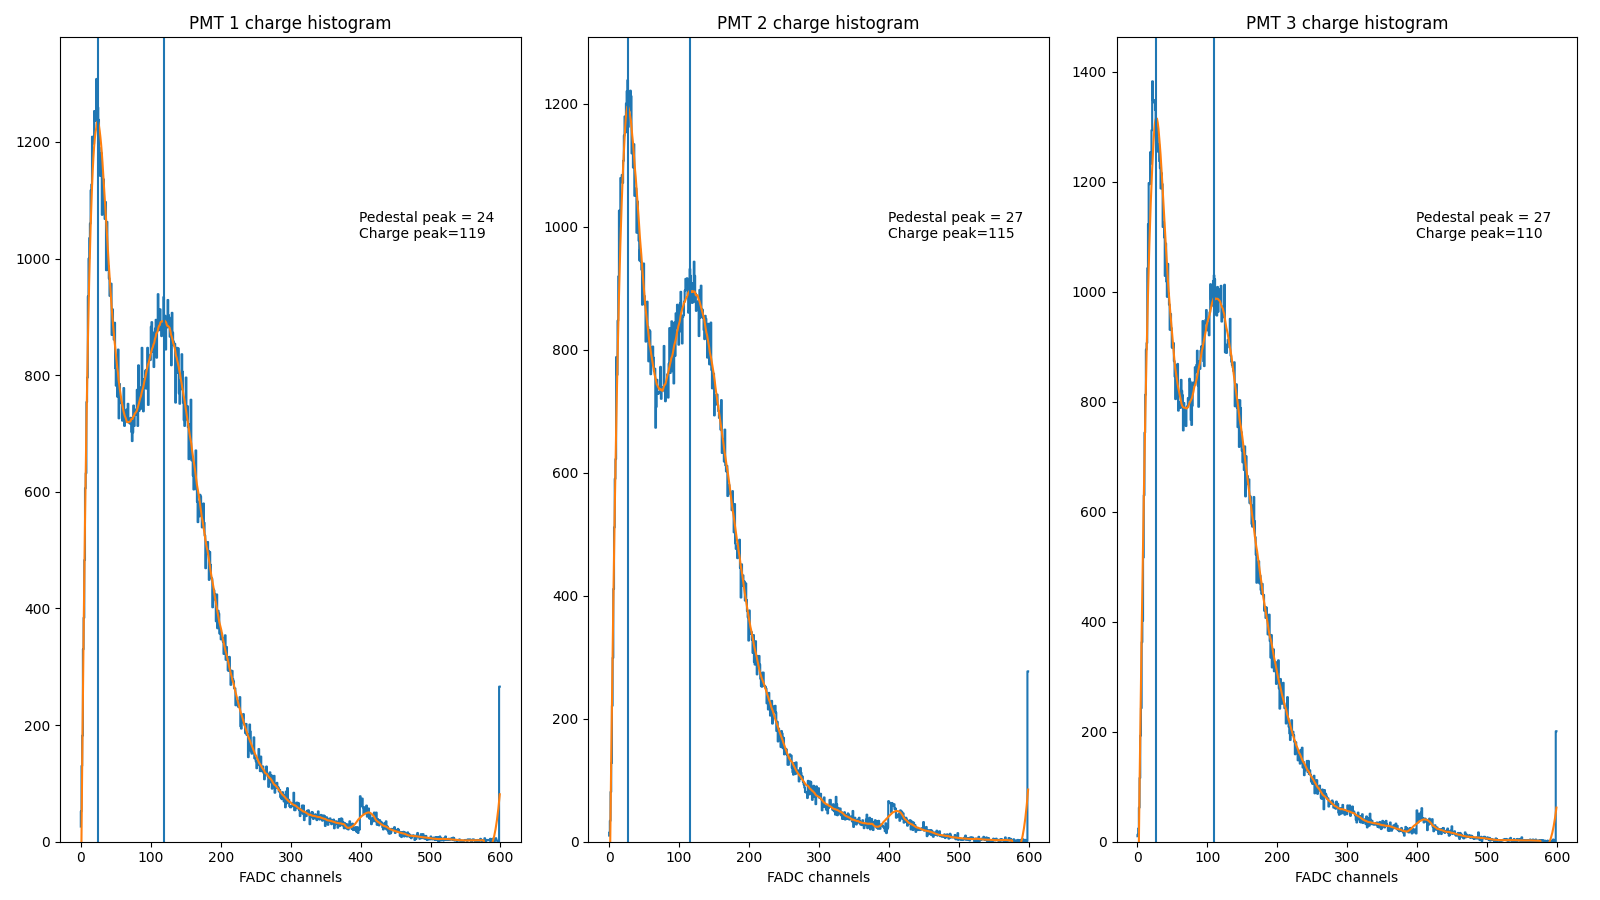 PMT 1 charge histogram
1200
1000
800
600
400
200
0
Pedestal peak = 24
Charge peak=119
0 100 200 300 400 500 600
FADC channels
PMT 2 charge histogram
1200
1000
800
600
400
200
0
Pedestal peak = 27
Charge peak=115
0 100 200 300 400 500 600
FADC channels
PMT 3 charge histogram
1400
1200
1000
800
600
400
200
0
Pedestal peak = 27
Charge peak=110
0 100 200 300 400 500 600
FADC channels